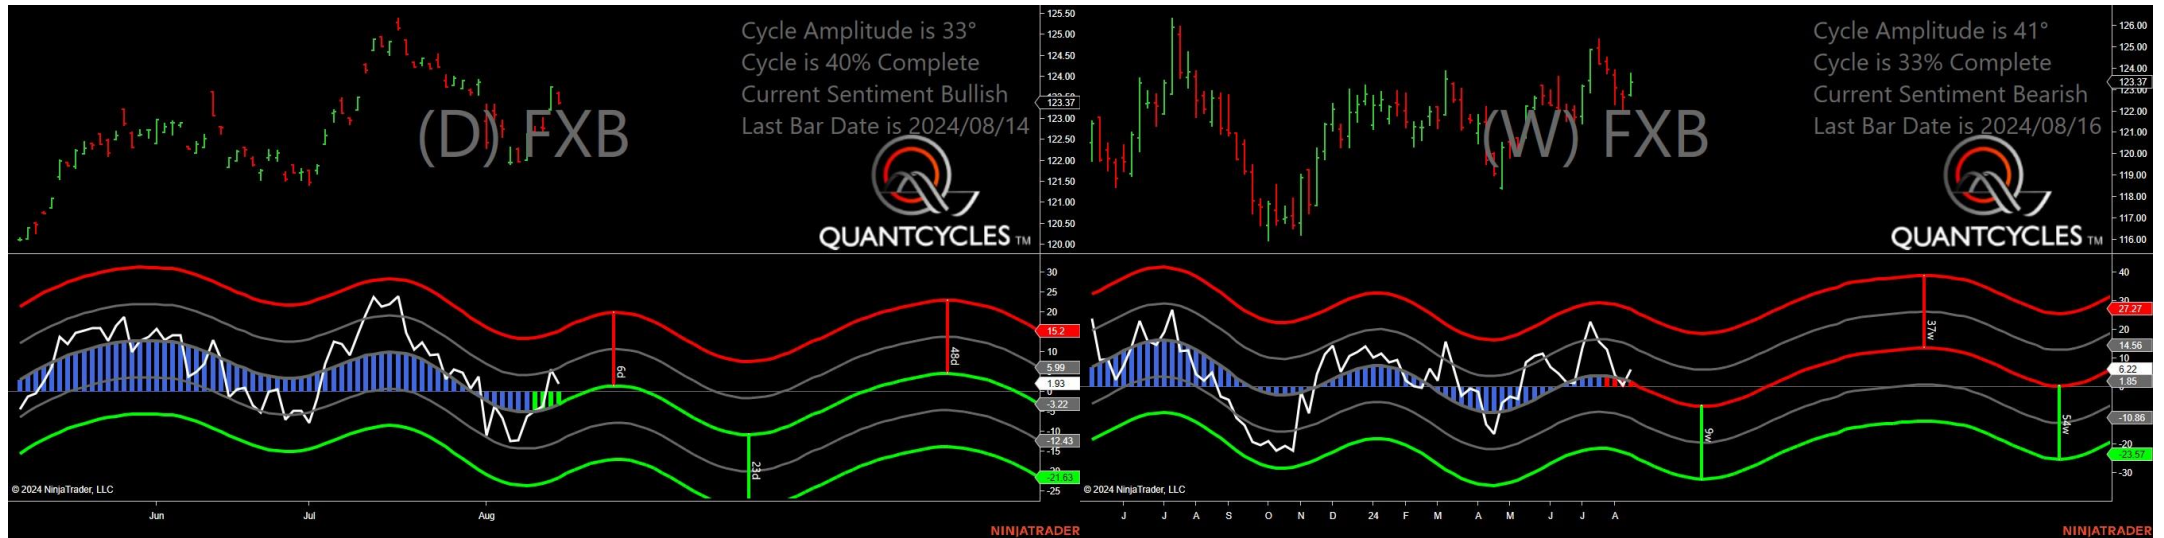 Cycle Amplitude is 33°
Cycle is 40% Complete
Current Sentiment Bullish
Last Bar Date is 2024/08/14
(D) FXB
QUANTCYCLES TM
125.50
125.00
124.50
124.00
123.37
123.00
122.50
122.00
121.50
121.00
120.50
120.00
30
25
20
15.2
10
5.99
1.93
0
-3.22
-5
-10
-12.43
-15
-21.63
-25
6d
23d
48d
© 2024 NinjaTrader, LLC
Jun
Jul
Aug
NINJATRADER
Cycle Amplitude is 41°
Cycle is 33% Complete
Current Sentiment Bearish
Last Bar Date is 2024/08/16
(W) FXB
QUANTCYCLES TM
126.00
125.00
124.00
123.37
123.00
122.00
121.00
120.00
119.00
118.00
117.00
116.00
40
30
27.27
20
14.56
10
6.22
1.85
-10.86
-20
-23.57
-30
9w
37w
54w
© 2024 NinjaTrader, LLC
J
J
A
S
O
N
D
24
F
M
A
M
J
J
A
NINJATRADER